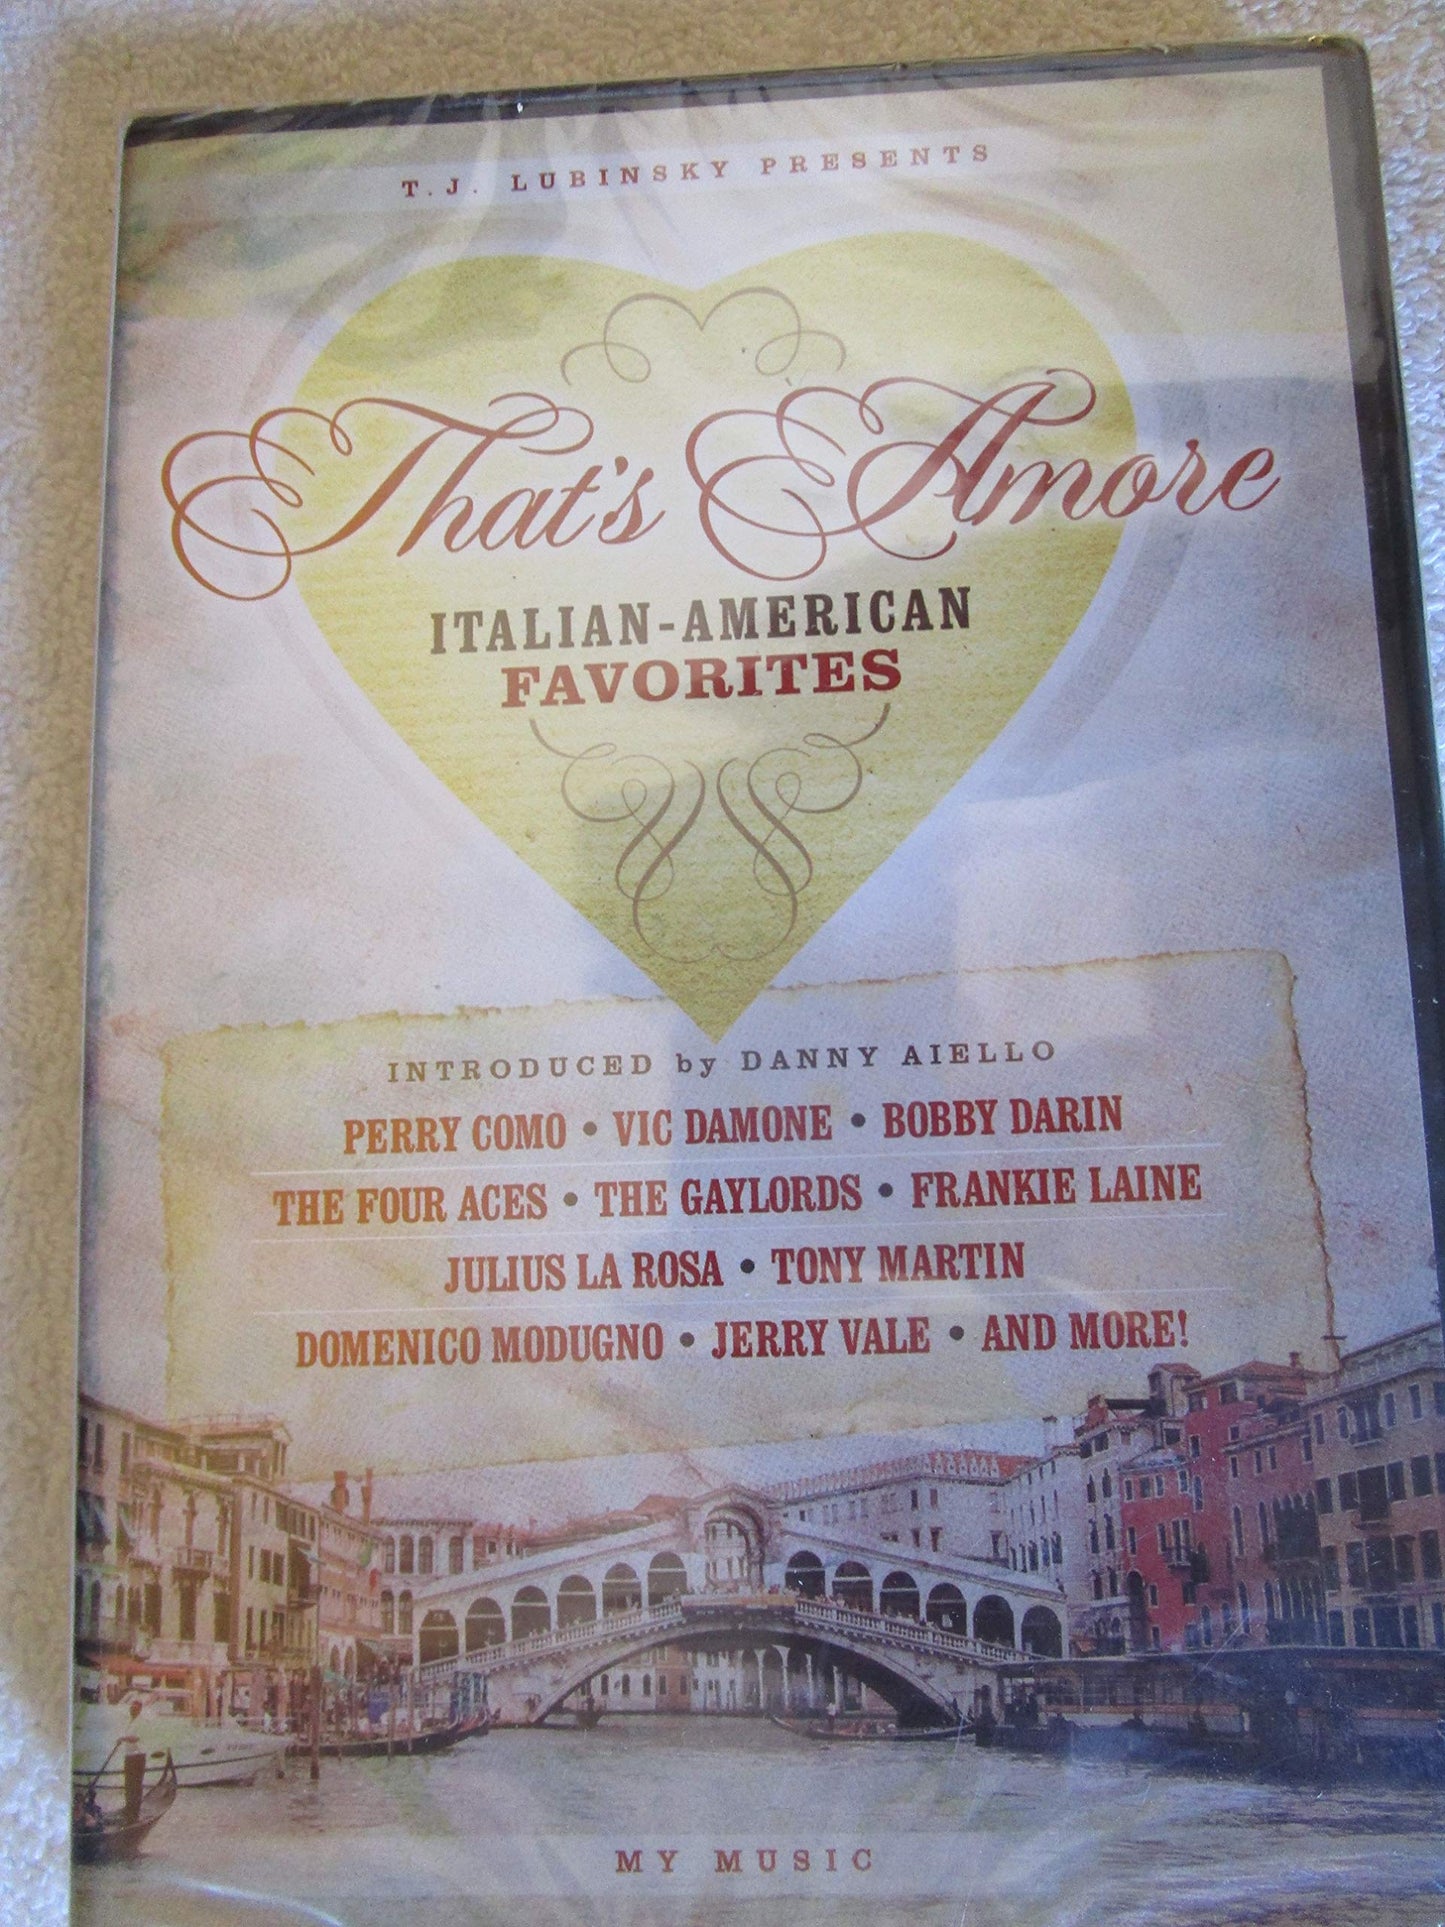 T.J. LUBINSKY PRESENTS
That's Amore
ITALIAN-AMERICAN
FAVORITES
INTRODUCED by DANNY AIELLO
PERRY COMO • VIC DAMONE • BOBBY DARIN
THE FOUR ACES • THE GAYLORDS • FRANKIE LAINE
JULIUS LA ROSA • TONY MARTIN
DOMENICO MODUGNO • JERRY VALE • AND MORE!
MY MUSIC